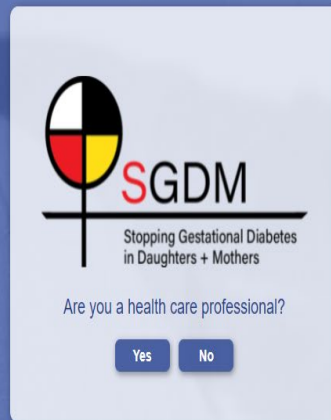 SGDM
Stopping Gestational Diabetes
in Daughters + Mothers
Are you a health care professional?
Yes No